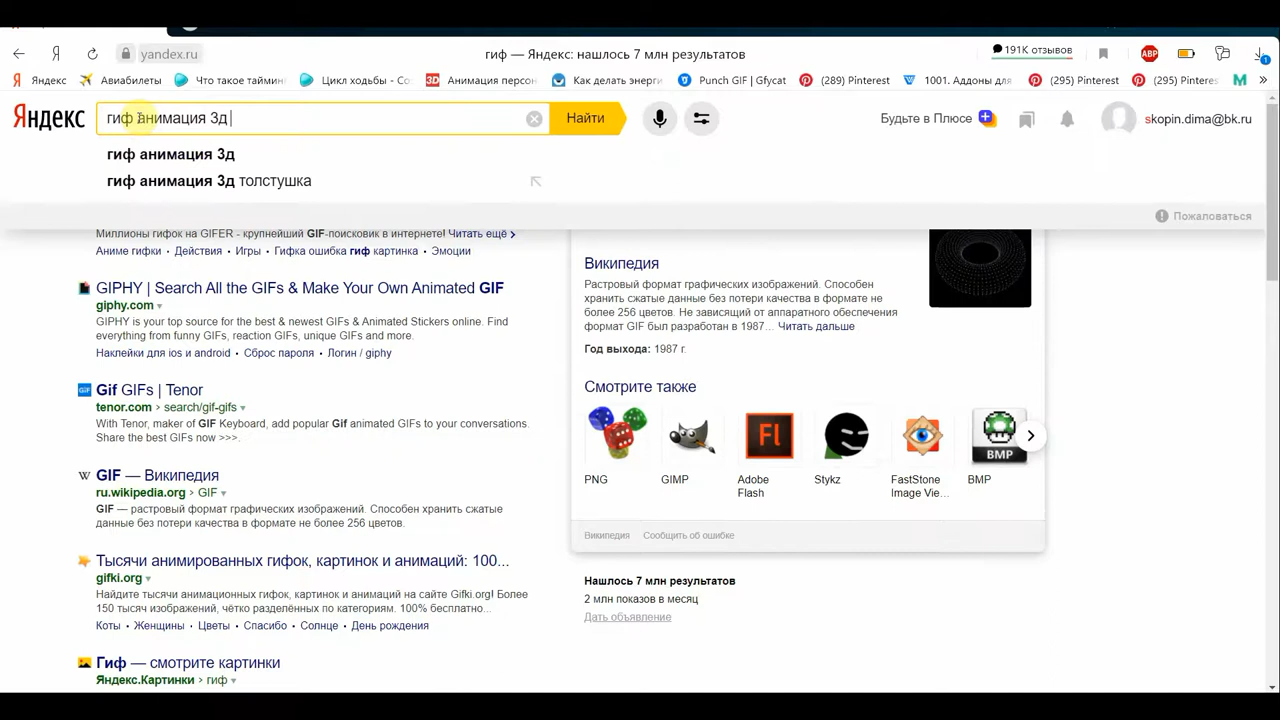 yandex.ru
гиф — Яндекс: нашлось 7 млн результатов
191K отзывов
ABP
Яндекс
Авиабилеты
Что такое таймин
Цикл ходьбы - Co
3D Анимация персон
Как делать энерги
Punch GIF | Gfycat
(289) Pinterest
1001. Аддоны для
(295) Pinterest
(295) Pinterest
Яндекс
гиф анимация 3д
Найти
Будьте в Плюсе
skopin.dima@bk.ru
гиф анимация 3д
гиф анимация 3д толстушка
Пожаловаться
Миллионы гифок на GIFER - крупнейший GIF-поисковик в интернете! Читать ещё >
Аниме гифки • Действия • Игры • Гифка ошибка гиф картинка • Эмоции
GIPHY | Search All the GIFs & Make Your Own Animated GIF
giphy.com
GIPHY is your top source for the best & newest GIFs & Animated Stickers online. Find
everything from funny GIFs, reaction GIFs, unique GIFs and more.
Наклейки для ios и android • Сброс пароля • Логин / giphy
GIF
Gif GIFs | Tenor
tenor.com > search/gif-gifs
With Tenor, maker of GIF Keyboard, add popular Gif animated GIFs to your conversations.
Share the best GIFs now >>>.
W
GIF — Википедия
ru.wikipedia.org > GIF
GIF — растровый формат графических изображений. Способен хранить сжатые
данные без потери качества в формате не более 256 цветов.
Тысячи анимированных гифок, картинок и анимаций: 100...
gifki.org
Найдите тысячи анимационных гифок, картинок и анимаций на сайте Gifki.org! Более
150 тысяч изображений, чётко разделённых по категориям. 100% бесплатно...
Коты • Женщины • Цветы • Спасибо • Солнце • День рождения
Гиф — смотрите картинки
Яндекс.Картинки > гиф
Википедия
Растровый формат графических изображений. Способен
хранить сжатые данные без потери качества в формате не
более 256 цветов. Не зависящий от аппаратного обеспечения
формат GIF был разработан в 1987... Читать дальше
Год выхода: 1987 г.
Смотрите также
Fl
BMP
PNG
GIMP
Adobe
Flash
Stykz
FastStone
Image Vie...
BMP
Википедия
Сообщить об ошибке
Нашлось 7 млн результатов
2 млн показов в месяц
Дать объявление